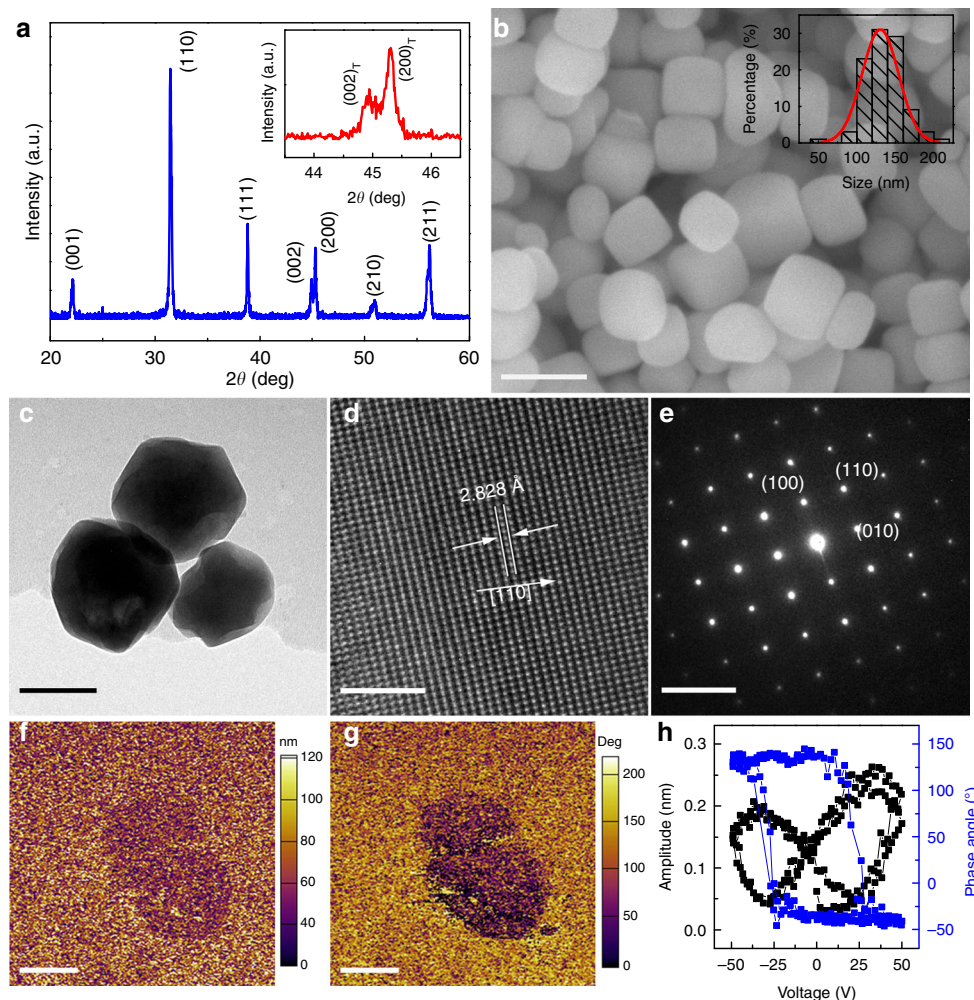 a
Intensity (a.u.)
(001)
(110)
(111)
(002)
(200)
(210)
(211)
20
30
40
50
60
2θ (deg)
Intensity (a.u.)
(002)T
(200)T
44
45
46
2θ (deg)
b
Percentage (%)
30
20
10
0
50
100
150
200
Size (nm)
c
d
2.828 Å
[110]
e
(100)
(110)
(010)
f
nm
120
100
80
60
40
20
0
g
Deg
200
150
100
50
0
h
Amplitude (nm)
0.3
0.2
0.1
0.0
−50
−25
0
25
50
Voltage (V)
150
100
50
0
−50
Phase angle (°)